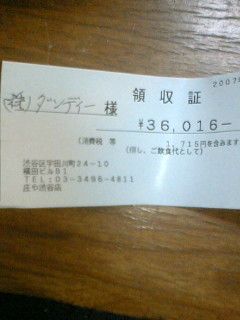 2007
領収証
(株)ダンディー 様
¥36,016-
(消費税 等 1,715円を含みます
(但し、ご飲食代として)
渋谷区宇田川町24-10
横田ビルB1
TEL:03-3496-4811
庄や渋谷店